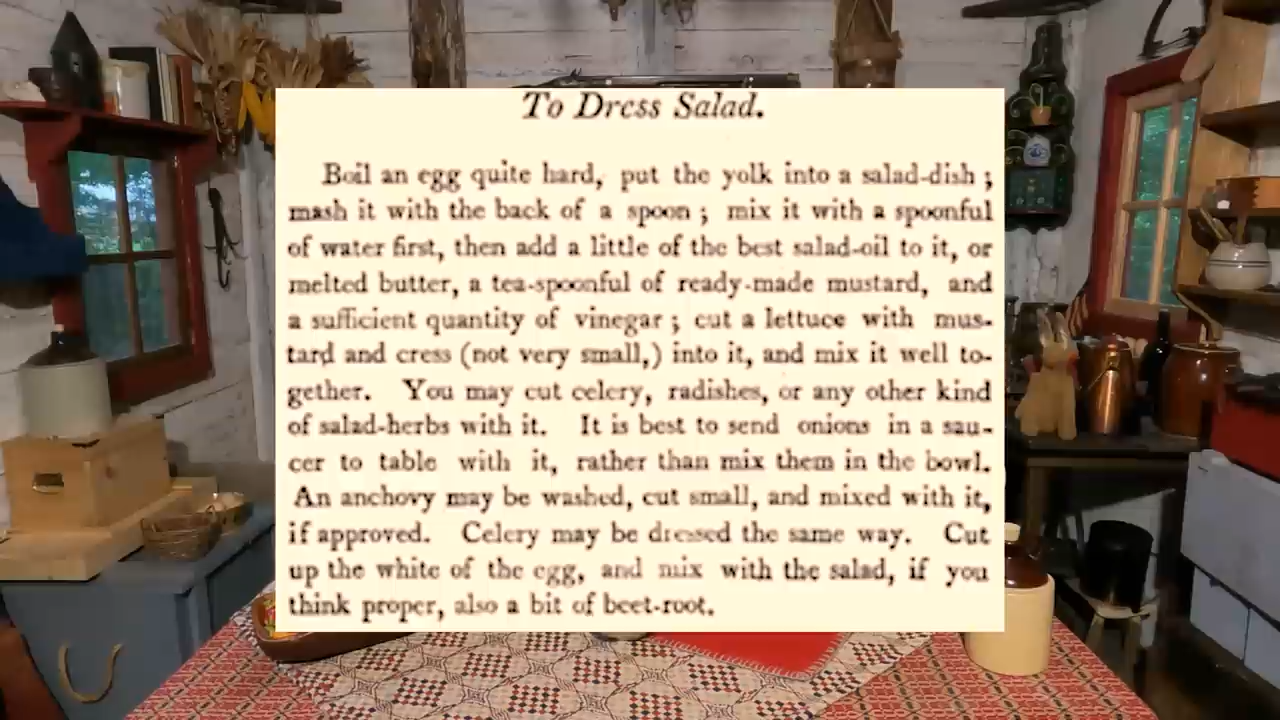 To Dress Salad.
Boil an egg quite hard, put the yolk into a salad-dish ;
mash it with the back of a spoon ; mix it with a spoonful
of water first, then add a little of the best salad-oil to it, or
melted butter, a tea-spoonful of ready-made mustard, and
a sufficient quantity of vinegar ; cut a lettuce with mus-
tard and cress (not very small,) into it, and mix it well to-
gether. You may cut celery, radishes, or any other kind
of salad-herbs with it. It is best to send onions in a sau-
cer to table with it, rather than mix them in the bowl.
An anchovy may be washed, cut small, and mixed with it,
if approved. Celery may be dressed the same way. Cut
up the white of the egg, and mix with the salad, if you
think proper, also a bit of beet-root.